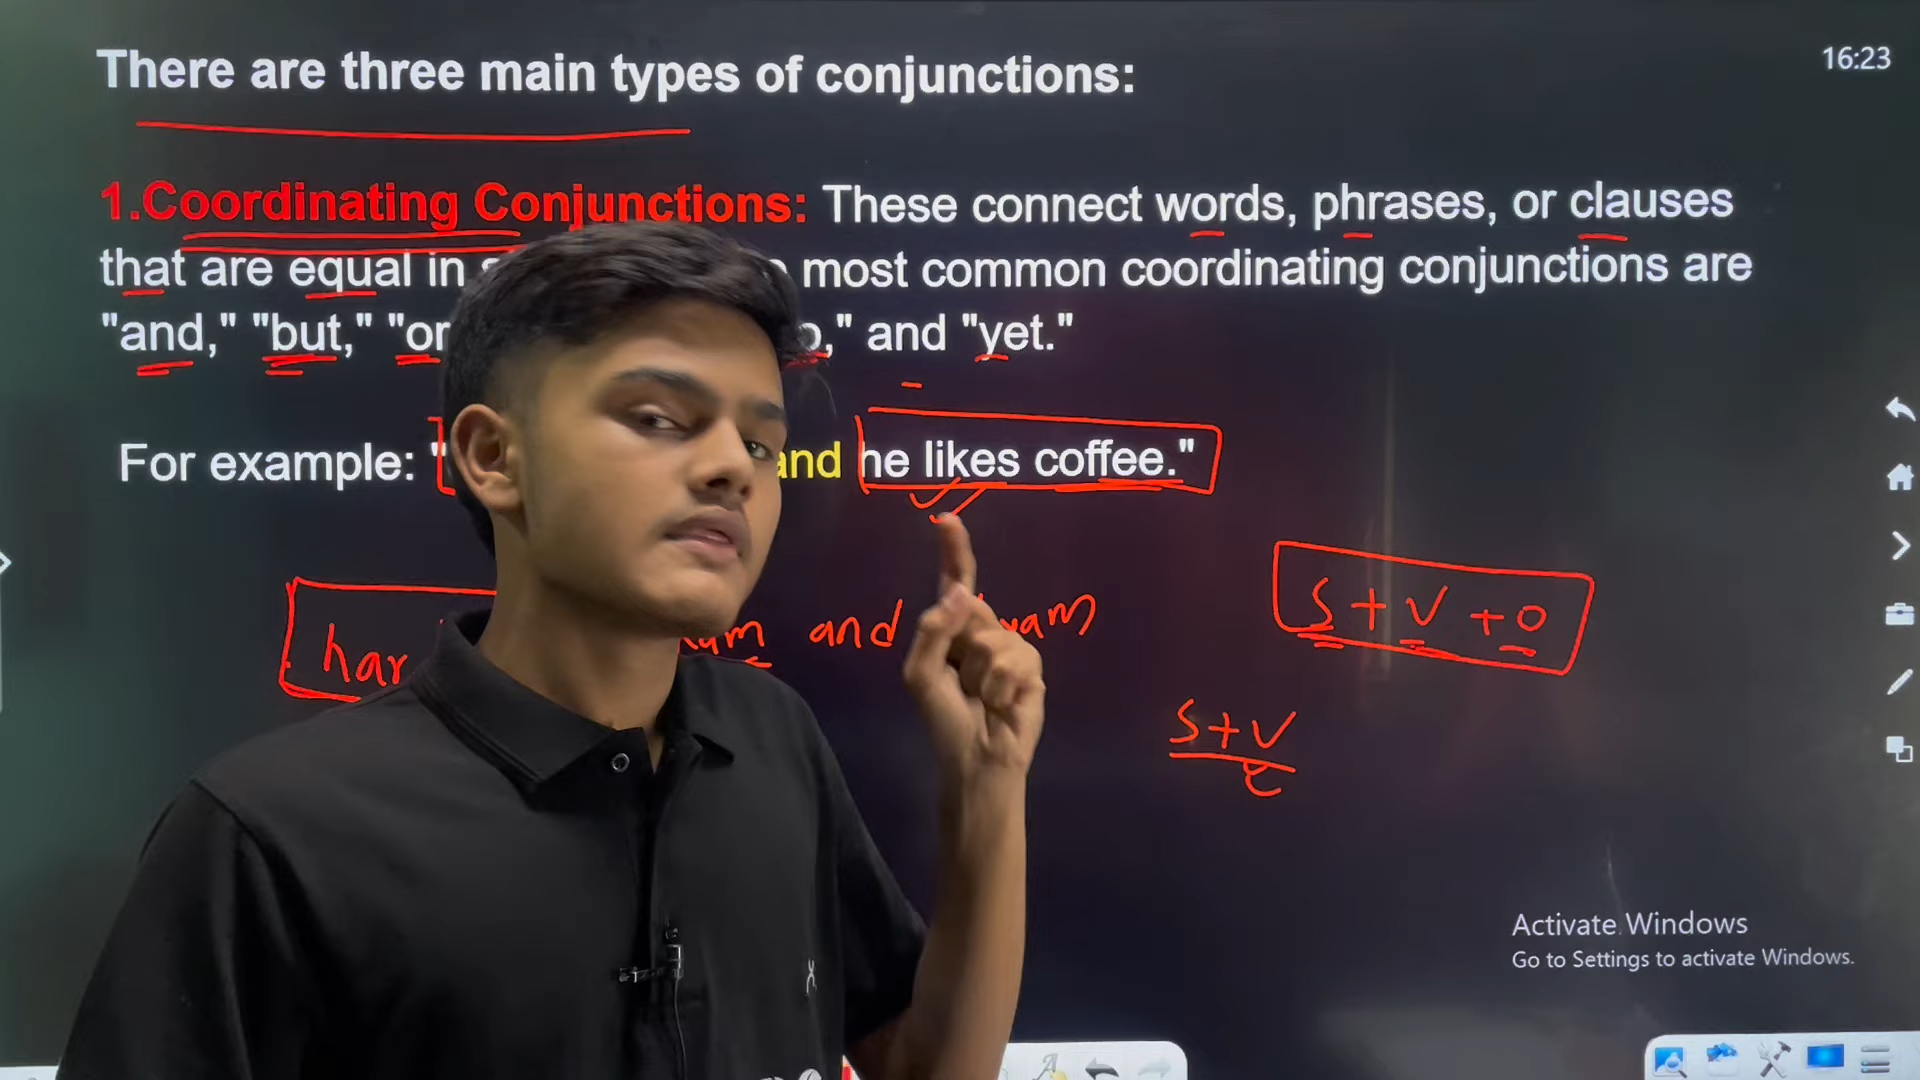 There are three main types of conjunctions:
16:23
1.Coordinating Conjunctions: These connect words, phrases, or clauses
that are equal in most common coordinating conjunctions are
"and," "but," "or," and "yet."
For example: " and he likes coffee."
and
S + V + O
S + V
Activate Windows
Go to Settings to activate Windows.